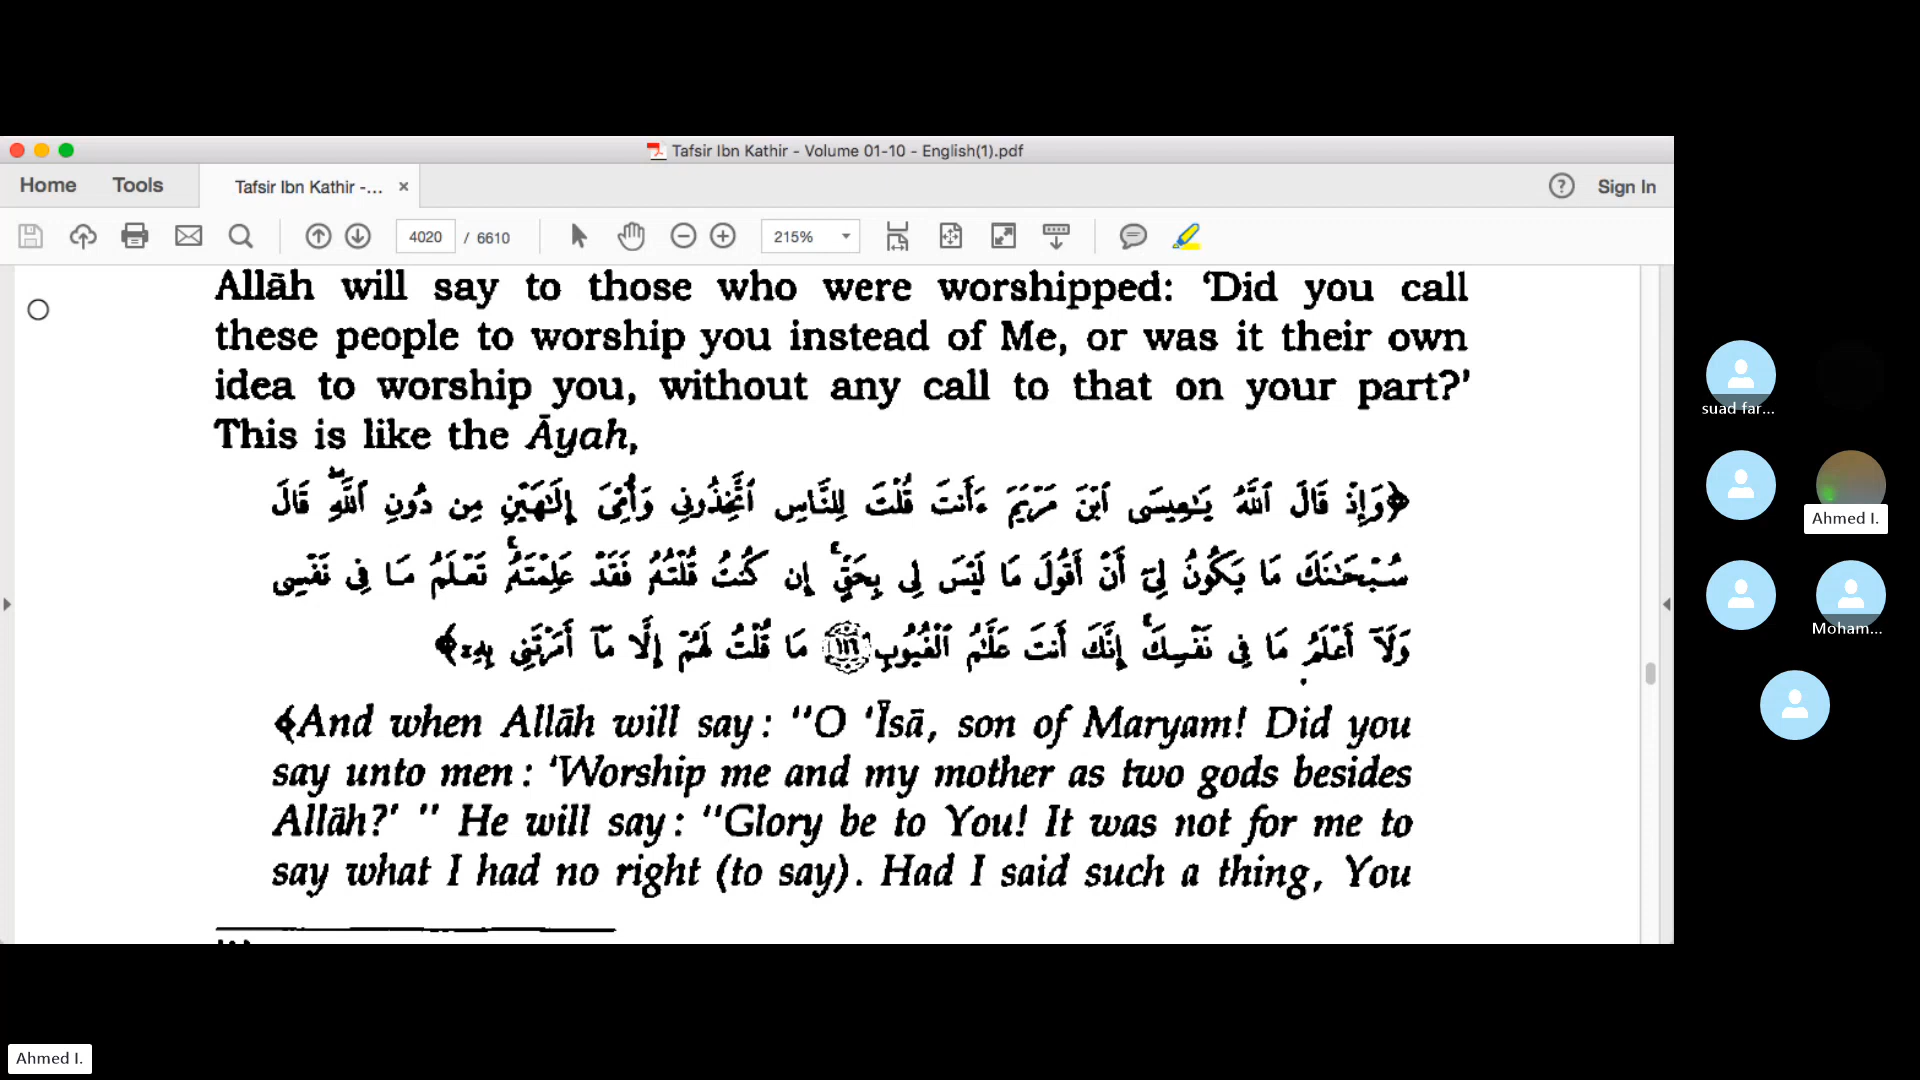 Tafsir Ibn Kathir - Volume 01-10 - English(1).pdf
Home Tools Tafsir Ibn Kathir -... × ? Sign In
4020 / 6610 215%
Allāh will say to those who were worshipped: ‘Did you call
these people to worship you instead of Me, or was it their own
idea to worship you, without any call to that on your part?’
This is like the Āyah,
﴿وَإِذْ قَالَ ٱللَّهُ يَـٰعِيسَى ٱبْنَ مَرْيَمَ ءَأَنتَ قُلْتَ لِلنَّاسِ ٱتَّخِذُونِى وَأُمِّىَ إِلَـٰهَيْنِ مِن دُونِ ٱللَّهِۖ قَالَ
سُبْحَـٰنَكَ مَا يَكُونُ لِىٓ أَنْ أَقُولَ مَا لَيْسَ لِى بِحَقٍّۚ إِن كُنتُ قُلْتُهُۥ فَقَدْ عَلِمْتَهُۥۚ تَعْلَمُ مَا فِى نَفْسِى
وَلَآ أَعْلَمُ مَا فِى نَفْسِكَۚ إِنَّكَ أَنتَ عَلَّـٰمُ ٱلْغُيُوبِ ١١٦ مَا قُلْتُ لَهُمْ إِلَّا مَآ أَمَرْتَنِى بِهِۦٓ﴾
﴿And when Allāh will say: "O ‘Īsā, son of Maryam! Did you
say unto men: ‘Worship me and my mother as two gods besides
Allāh?’ " He will say: "Glory be to You! It was not for me to
say what I had no right (to say). Had I said such a thing, You
suad far...
Ahmed I.
Moham...
Ahmed I.